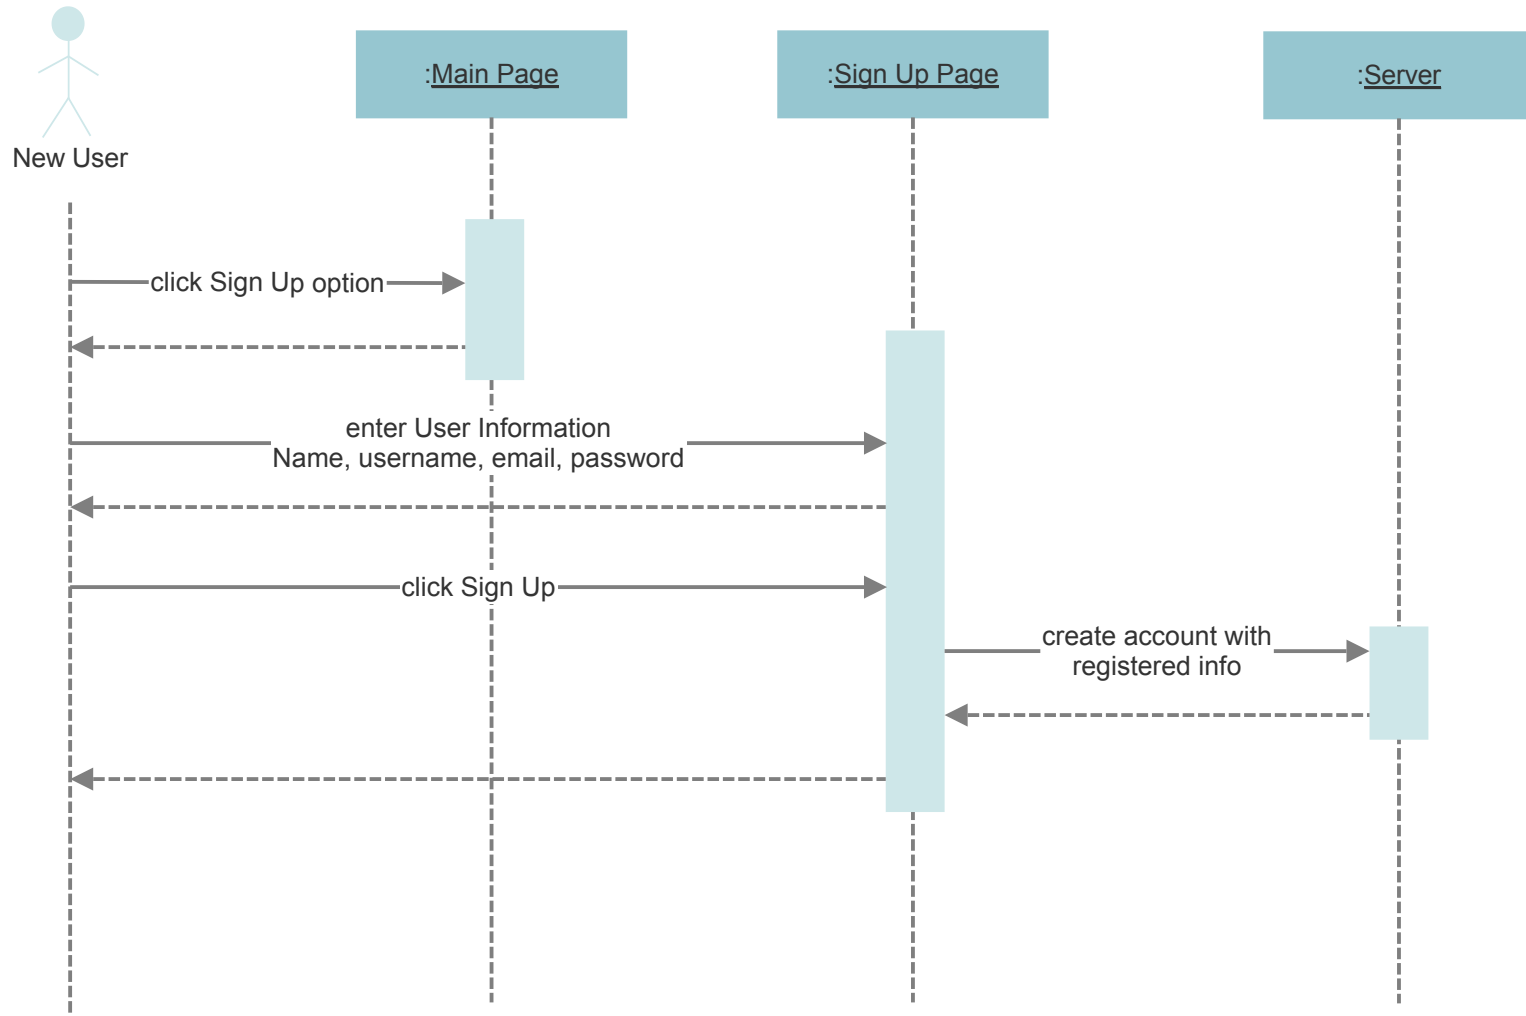 :Main Page
:Sign Up Page
:Server
New User
click Sign Up option
enter User Information
Name, username, email, password
click Sign Up
create account with
registered info